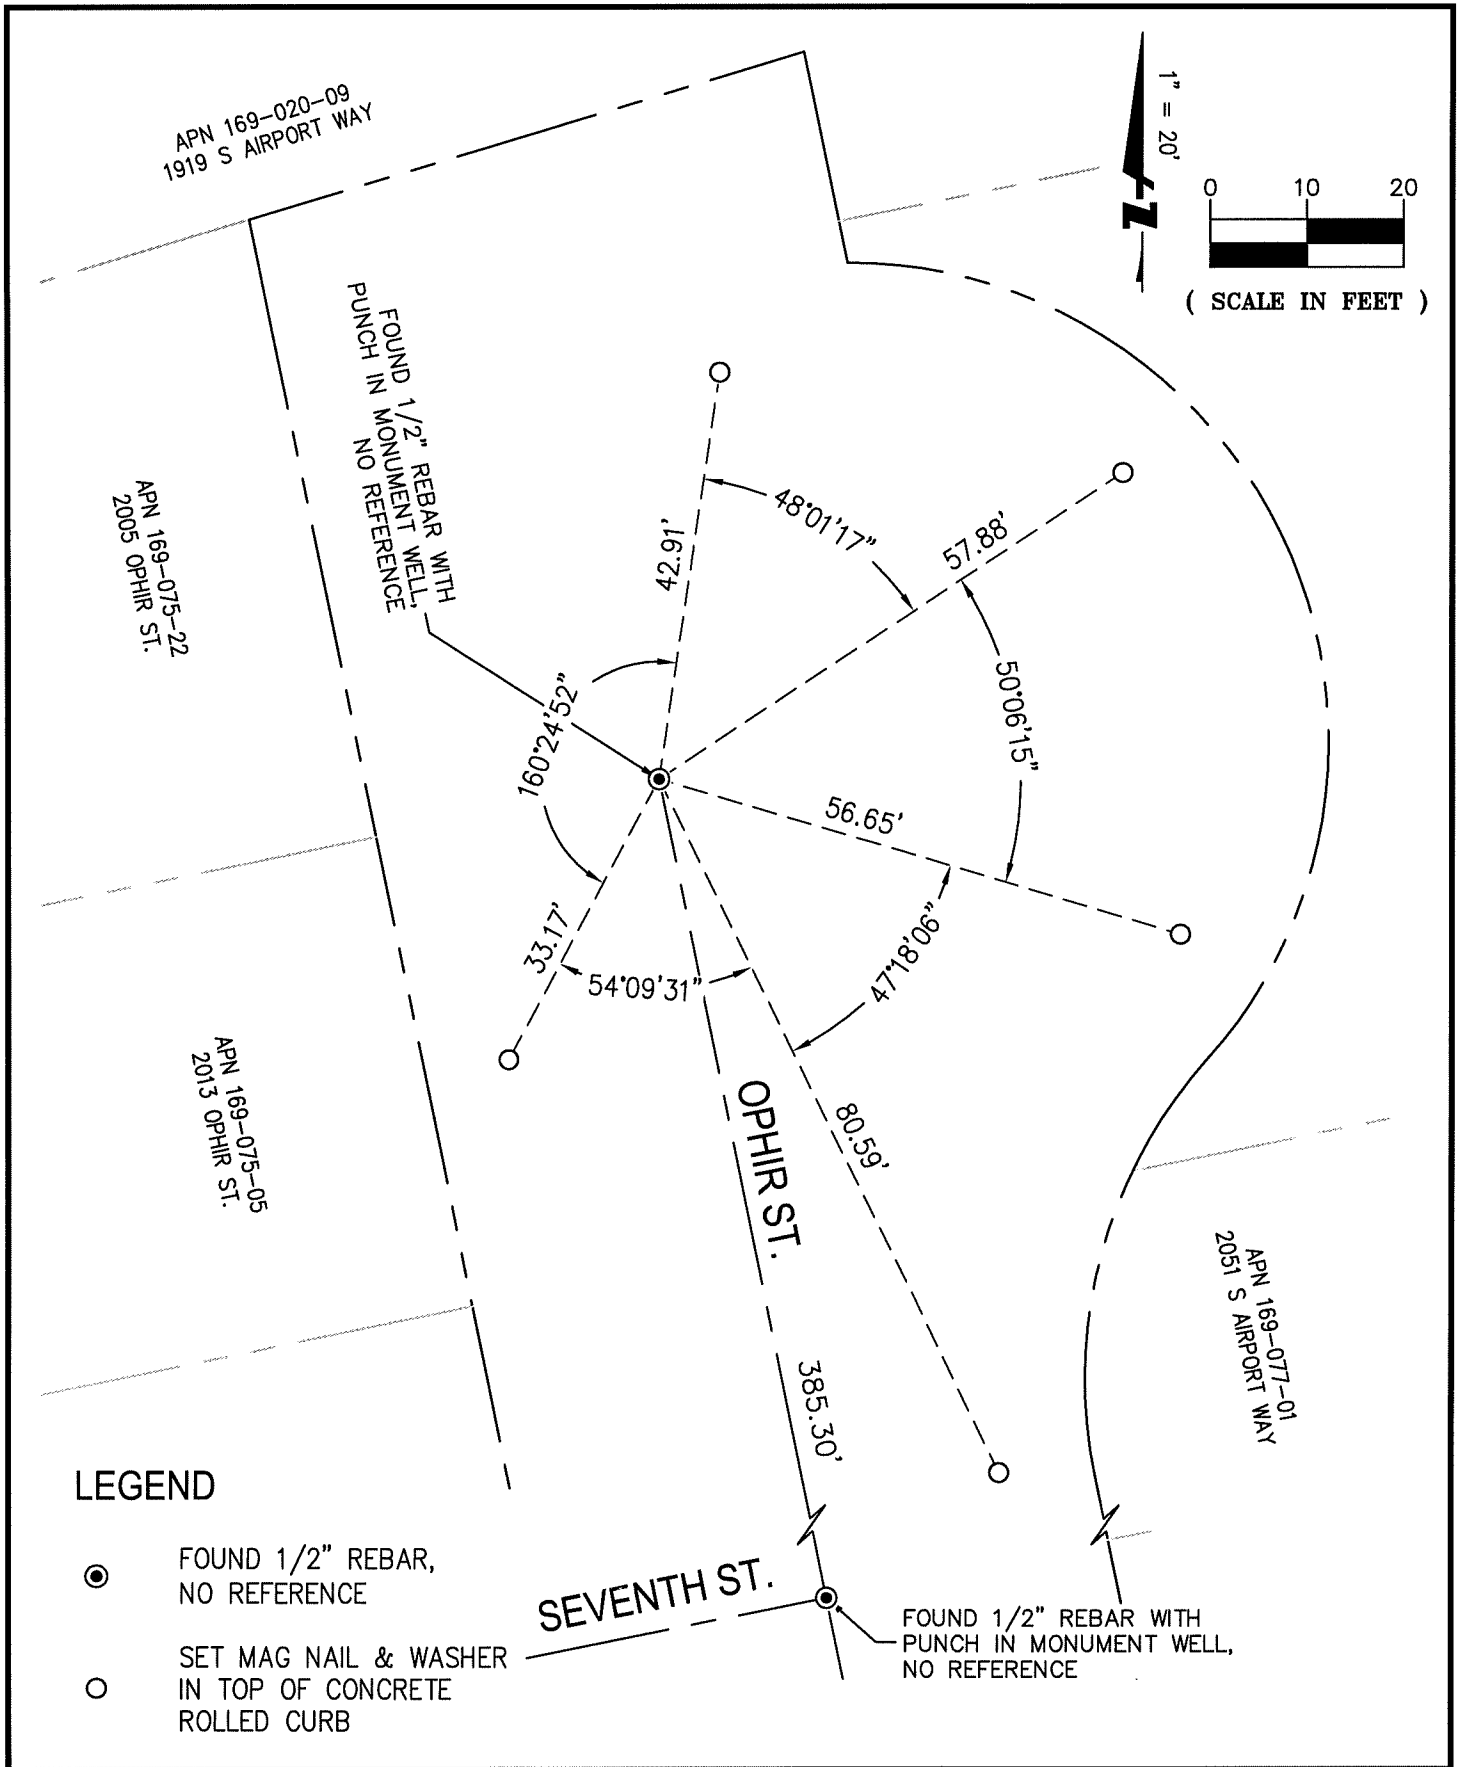 APN 169-020-09
1919 S AIRPORT WAY
1" = 20'
N
0 10 20
( SCALE IN FEET )
FOUND 1/2" REBAR WITH
PUNCH IN MONUMENT WELL,
NO REFERENCE
APN 169-075-22
2005 OPHIR ST.
42.91'
48°01'17"
57.88'
160°24'52"
50°06'15"
56.65'
33.17'
54°09'31"
47°18'06"
APN 169-075-05
2013 OPHIR ST.
OPHIR ST.
80.59'
APN 169-077-01
2051 S AIRPORT WAY
385.30'
LEGEND
FOUND 1/2" REBAR,
NO REFERENCE
SET MAG NAIL & WASHER
IN TOP OF CONCRETE
ROLLED CURB
SEVENTH ST.
FOUND 1/2" REBAR WITH
PUNCH IN MONUMENT WELL,
NO REFERENCE